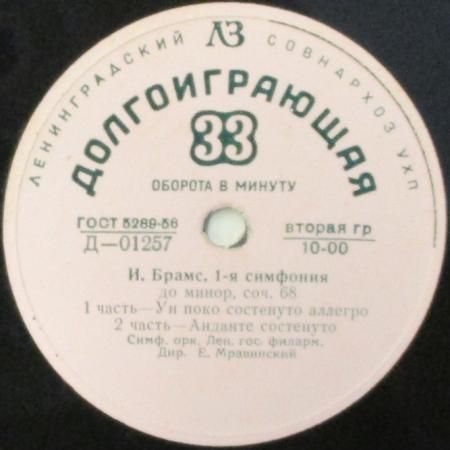 ЛЕНИНГРАДСКИЙ ЛЗ СОВНАРХОЗ УХП
ДОЛГОИГРАЮЩАЯ
33
ОБОРОТА В МИНУТУ
ГОСТ 5289-56
Д—01257
вторая гр
10-00
И. Брамс. 1-я симфония
до минор, соч. 68
1 часть—Ун поко состенуто аллегро
2 часть—Анданте состенуто
Симф. орк. Лен. гос. филарм.
Дир. Е. Мравинский